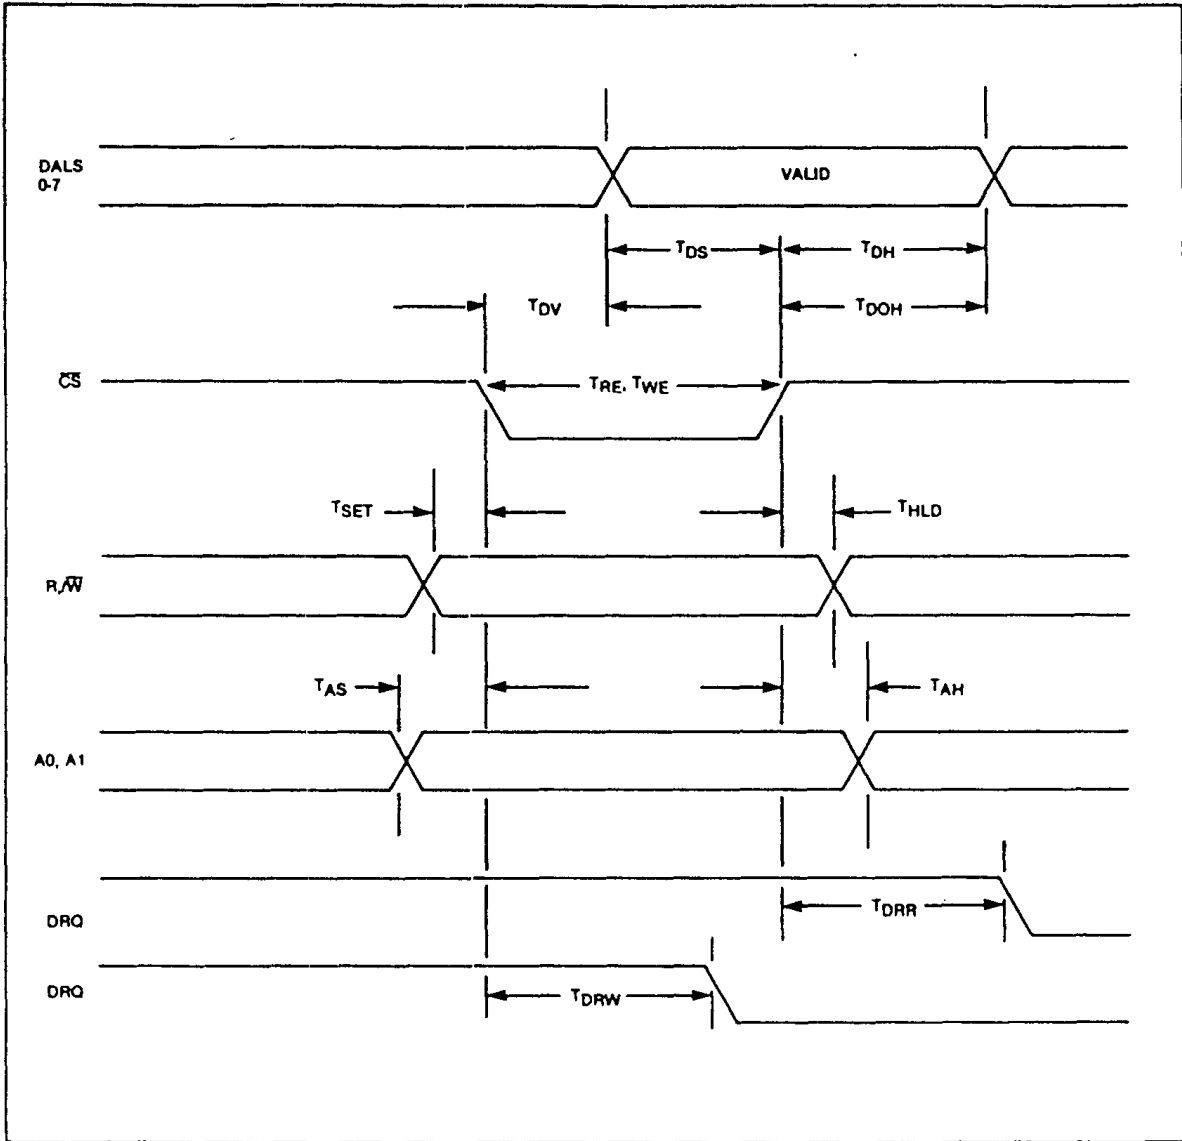 DALS
0-7
VALID
TDS
TDH
TDV
TDOH
C̅S̅
TRE, TWE
TSET
THLD
R/W̅
TAS
TAH
A0, A1
TDRR
DRQ
DRQ
TDRW